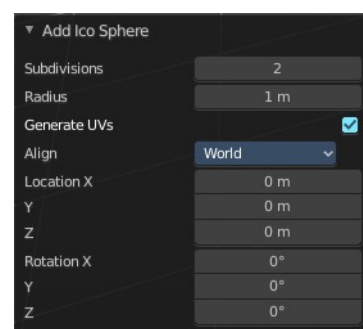 Add Ico Sphere
Subdivisions 2
Radius 1 m
Generate UVs
Align World
Location X 0 m
Y 0 m
Z 0 m
Rotation X 0°
Y 0°
Z 0°